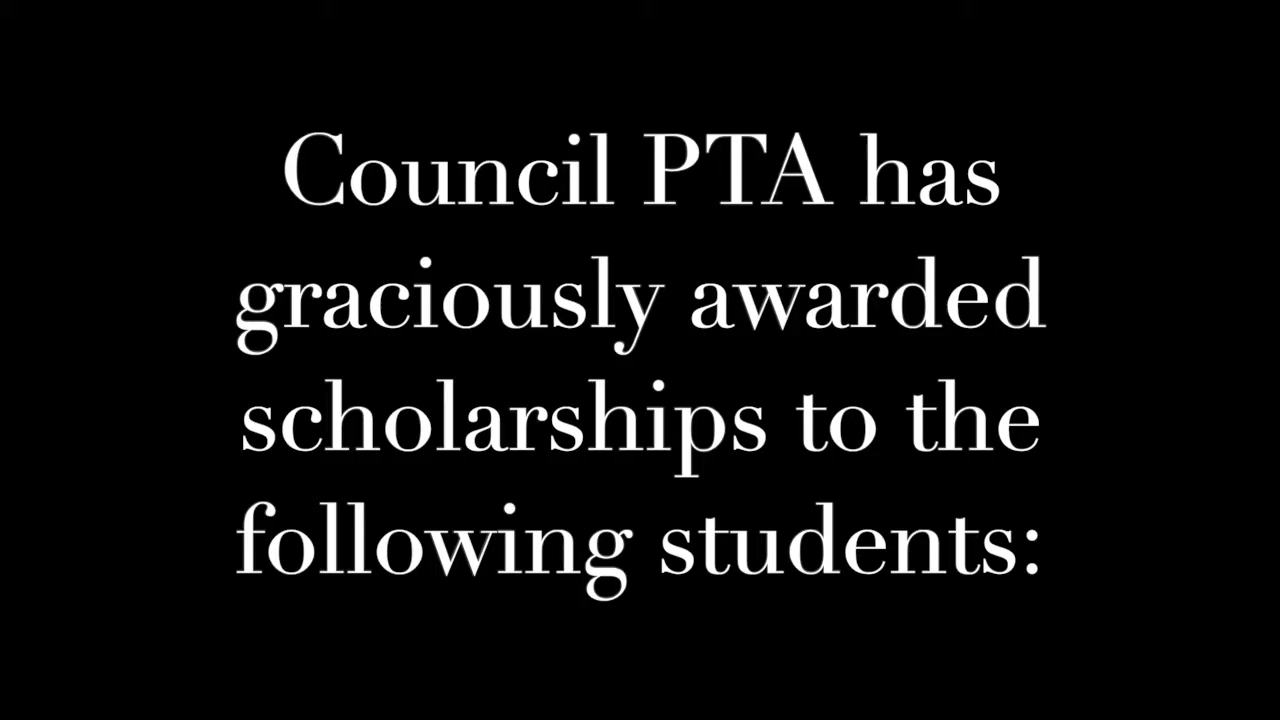 Council PTA has
graciously awarded
scholarships to the
following students: